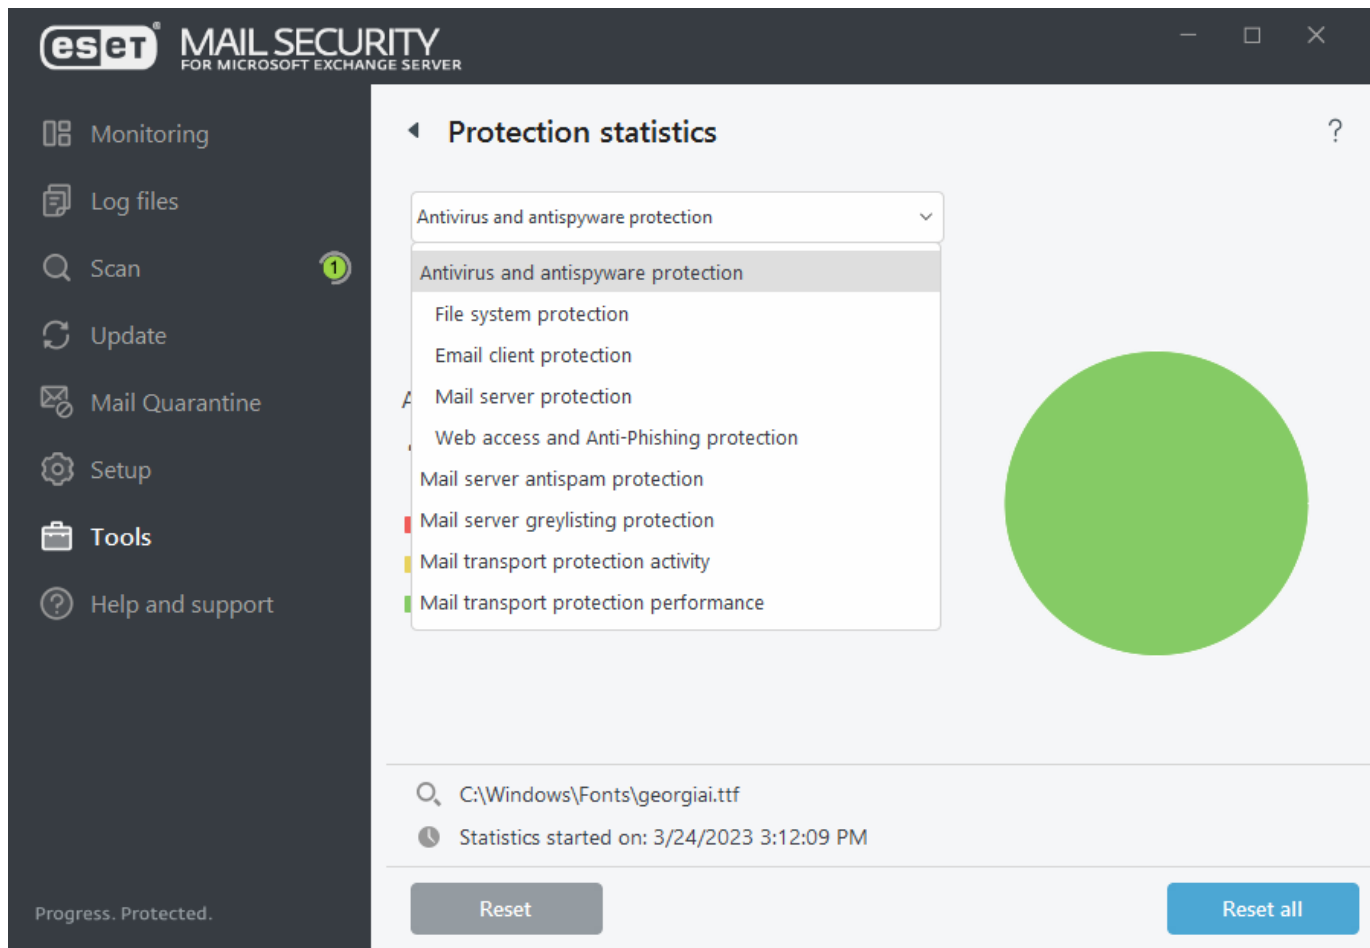 eset® MAIL SECURITY
FOR MICROSOFT EXCHANGE SERVER
Monitoring
Log files
Scan
1
Update
Mail Quarantine
Setup
Tools
Help and support
Progress. Protected.
Protection statistics
?
Antivirus and antispyware protection
Antivirus and antispyware protection
File system protection
Email client protection
Mail server protection
Web access and Anti-Phishing protection
Mail server antispam protection
Mail server greylisting protection
Mail transport protection activity
Mail transport protection performance
C:\Windows\Fonts\georgiai.ttf
Statistics started on: 3/24/2023 3:12:09 PM
Reset
Reset all